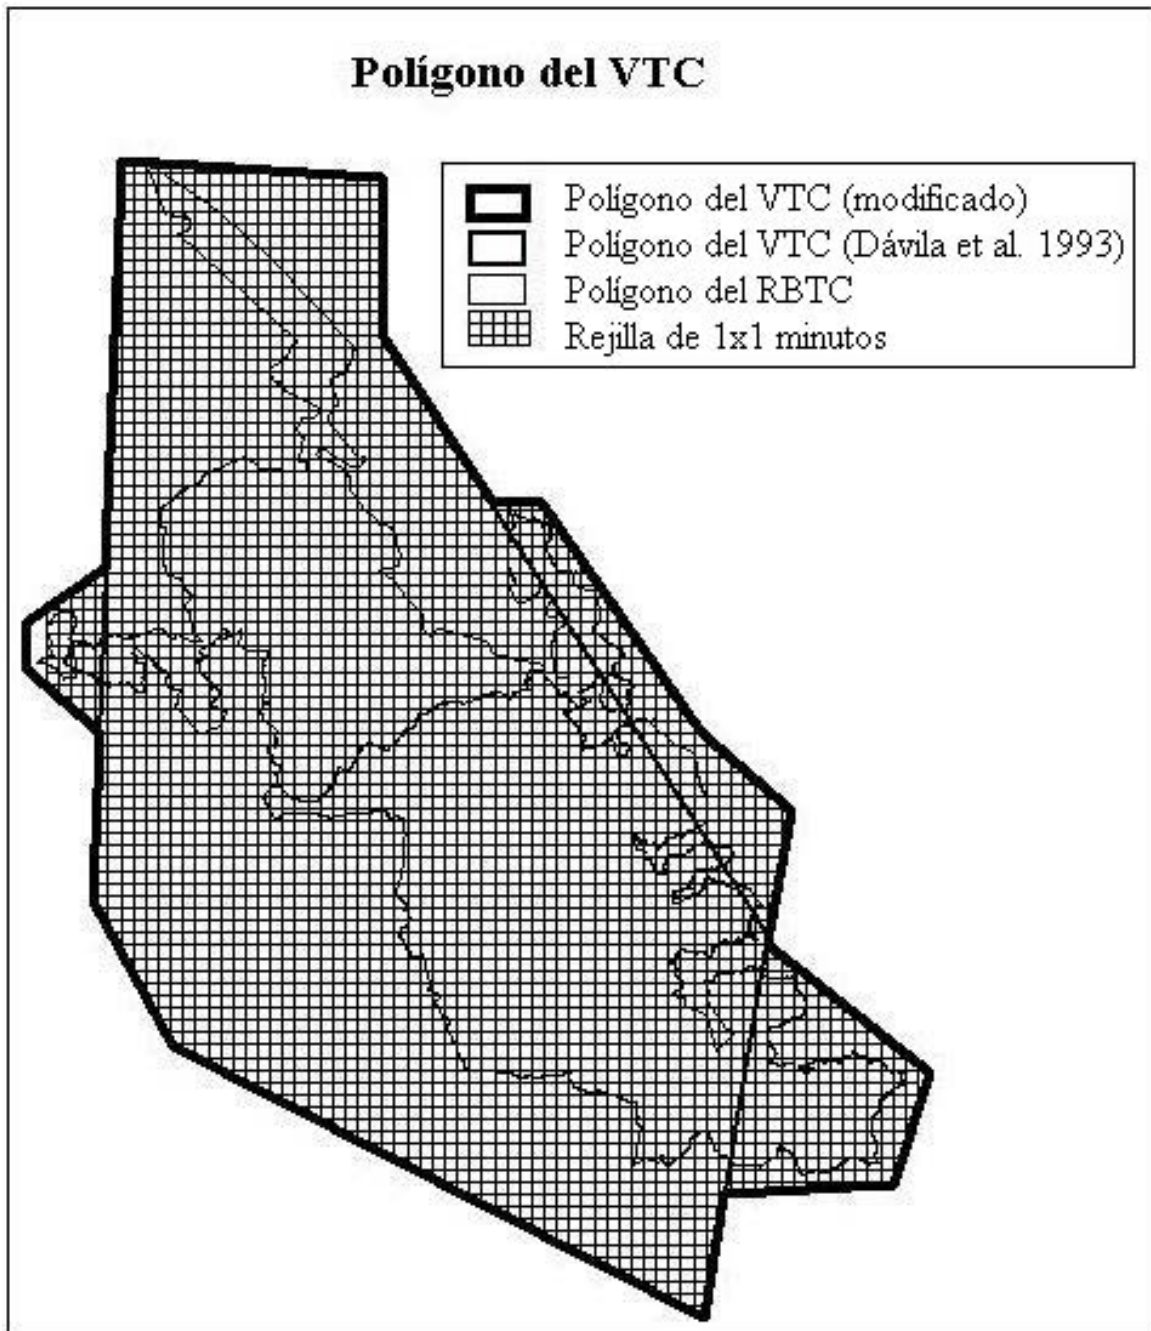 Polígono del VTC
Polígono del VTC (modificado)
Polígono del VTC (Dávila et al. 1993)
Polígono del RBTC
Rejilla de 1x1 minutos